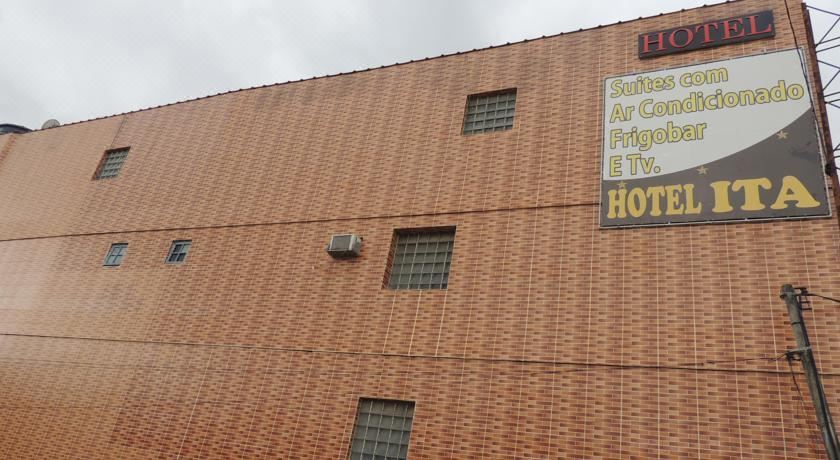 HOTEL
Suites com
Ar Condicionado
Frigobar
E Tv.
HOTEL ITA